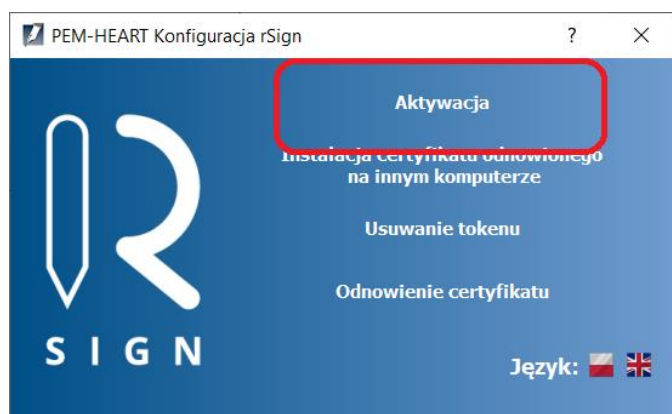 PEM-HEART Konfiguracja rSign
?
Aktywacja
Instalacja certyfikatu odnowionego
na innym komputerze
Usuwanie tokenu
Odnowienie certyfikatu
R
SIGN
Język: